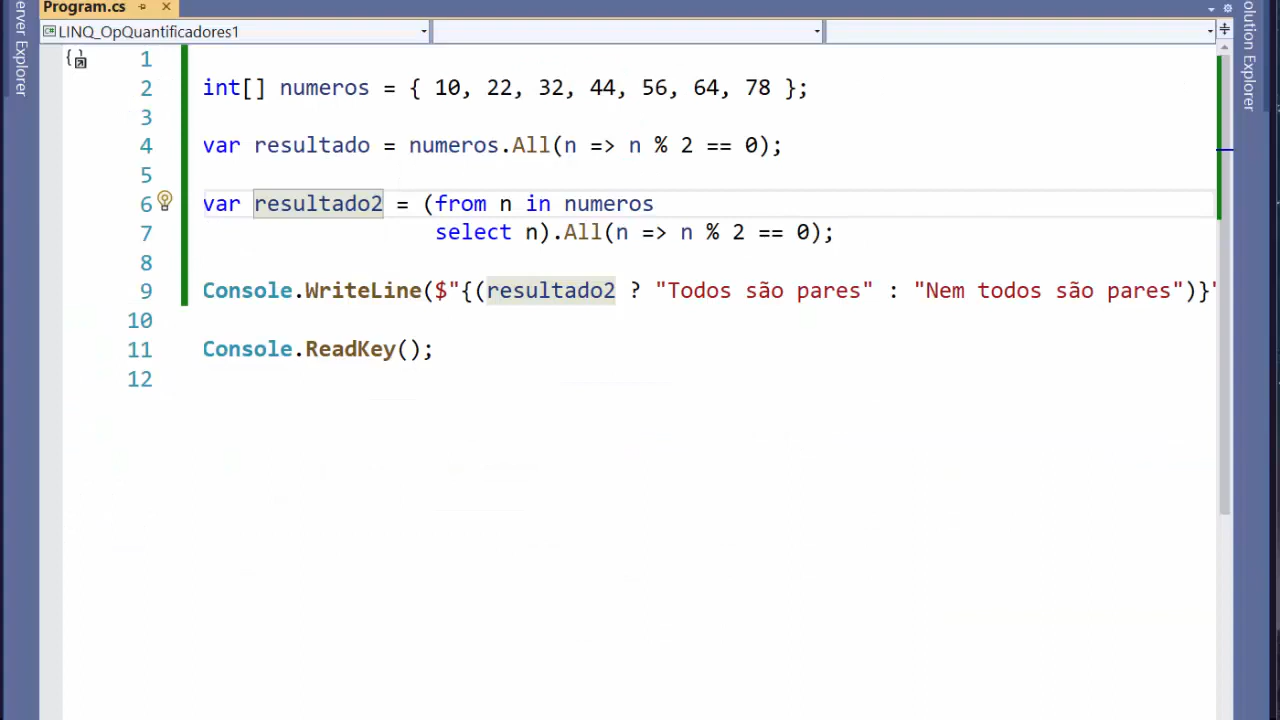 Program.cs
LINQ_OpQuantificadores1
erver Explorer
olution Explorer
1
2 int[] numeros = { 10, 22, 32, 44, 56, 64, 78 };
3
4 var resultado = numeros.All(n => n % 2 == 0);
5
6 var resultado2 = (from n in numeros
7 select n).All(n => n % 2 == 0);
8
9 Console.WriteLine($"{(resultado2 ? "Todos são pares" : "Nem todos são pares")}"
10
11 Console.ReadKey();
12